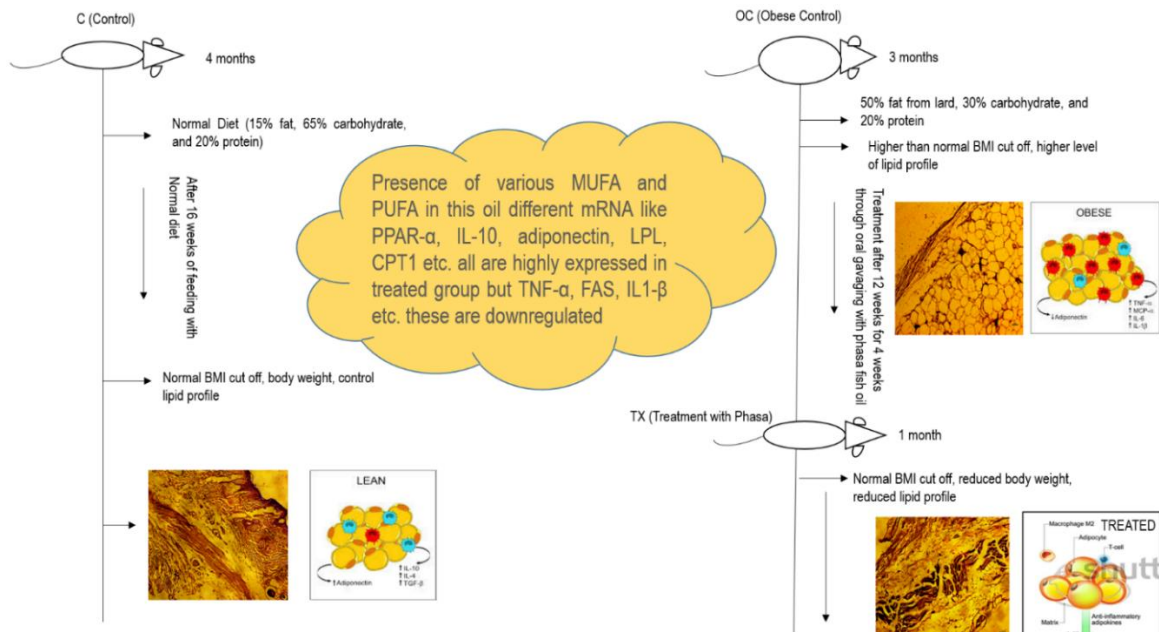 C (Control)
4 months
Normal Diet (15% fat, 65% carbohydrate,
and 20% protein)
After 16 weeks of feeding with
Normal diet
Normal BMI cut off, body weight, control
lipid profile
LEAN
↑Adiponectin
↑ IL-10
↑ IL-4
↑ TGF-β
Presence of various MUFA and
PUFA in this oil different mRNA like
PPAR-α, IL-10, adiponectin, LPL,
CPT1 etc. all are highly expressed in
treated group but TNF-α, FAS, IL1-β
etc. these are downregulated
OC (Obese Control)
3 months
50% fat from lard, 30% carbohydrate, and
20% protein
Higher than normal BMI cut off, higher level
of lipid profile
Treatment after 12 weeks for 4 weeks
through oral gavaging with phasa fish oil
OBESE
↓Adiponectin
↑ TNF-α
↑ MCP-α
↑ IL-6
↑ IL-1β
TX (Treatment with Phasa)
1 month
Normal BMI cut off, reduced body weight,
reduced lipid profile
TREATED
Macrophage M2
Adipocyte
T-cell
shutt
Matrix
Anti-inflammatory
adipokines